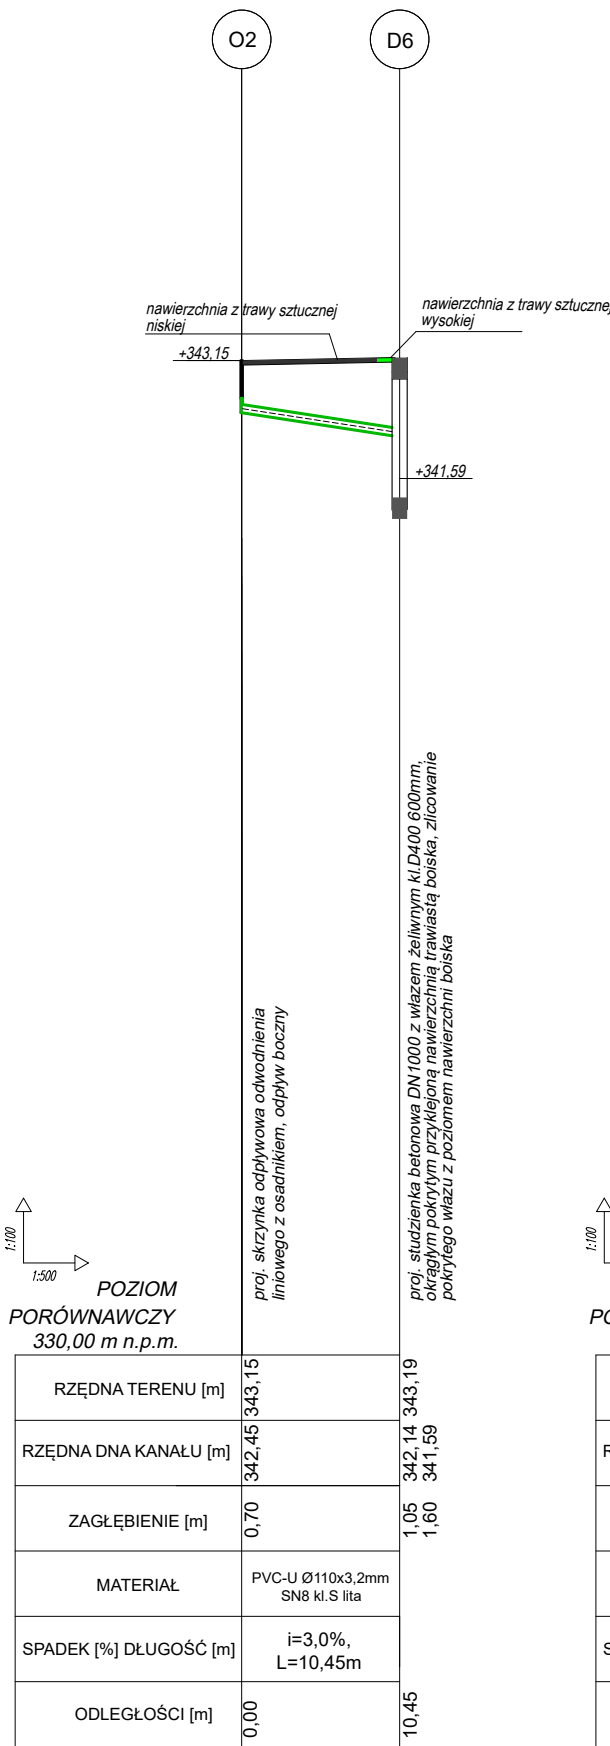 O2
D6
nawierzchnia z trawy sztucznej
niskiej
nawierzchnia z trawy sztucznej
wysokiej
+343,15
+341,59
proj. skrzynka odpływowa odwodnienia
liniowego z osadnikiem, odpływ boczny
proj. studzienka betonowa DN1000 z włazem żeliwnym kl.D400 600mm,
okrągłym pokrytym przyklejoną nawierzchnią trawiastą boiska, zlicowanie
pokrytego włazu z poziomem nawierzchni boiska
1:100
1:500
1:100
POZIOM
PORÓWNAWCZY
330,00 m n.p.m.
PO
RZĘDNA TERENU [m]
343,15
343,19
RZĘDNA DNA KANAŁU [m]
342,45
342,14
341,59
R
ZAGŁĘBIENIE [m]
0,70
1,05
1,60
MATERIAŁ
PVC-U Ø110x3,2mm
SN8 kl.S lita
SPADEK [%] DŁUGOŚĆ [m]
i=3,0%,
L=10,45m
S
ODLEGŁOŚCI [m]
0,00
10,45